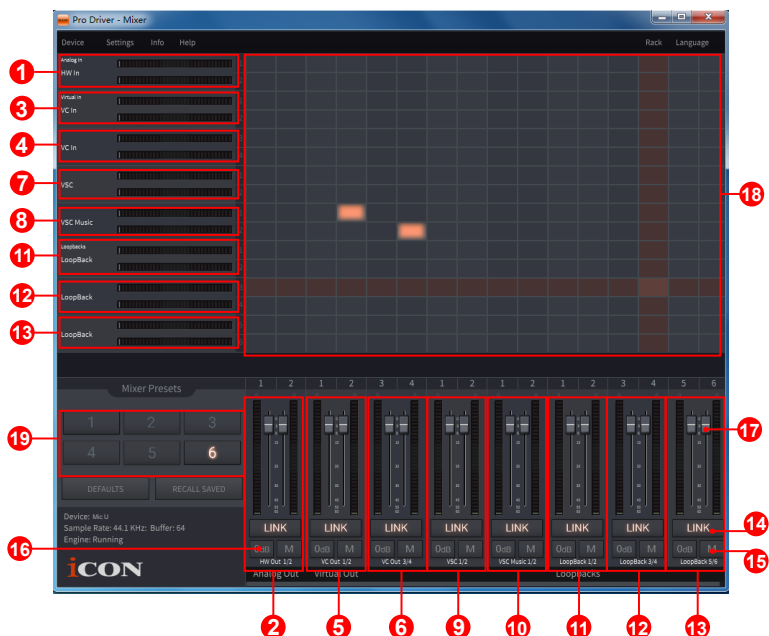 Pro Driver - Mixer
Device Settings Info Help Rack Language
Analog In
1 HW In
Virtual In
3 VC In
4 VC In
7 VSC
8 VSC Music
Loopbacks
11 LoopBack
12 LoopBack
13 LoopBack
18
1 2 1 2 3 4 1 2 1 2 1 2 3 4 5 6
Mixer Presets
19 1 2 3
4 5 6
17
DEFAULTS RECALL SAVED
Device: Mic U
Sample Rate: 44.1 KHz: Buffer: 64
Engine: Running
LINK LINK LINK LINK LINK LINK LINK LINK 14
16 0dB M 0dB M 0dB M 0dB M 0dB M 0dB M 0dB M 0dB M 15
HW Out 1/2 VC Out 1/2 VC Out 3/4 VSC 1/2 VSC Music 1/2 LoopBack 1/2 LoopBack 3/4 LoopBack 5/6
iCON
Analog Out Virtual Out Loopbacks
2 5 6 9 10 11 12 13